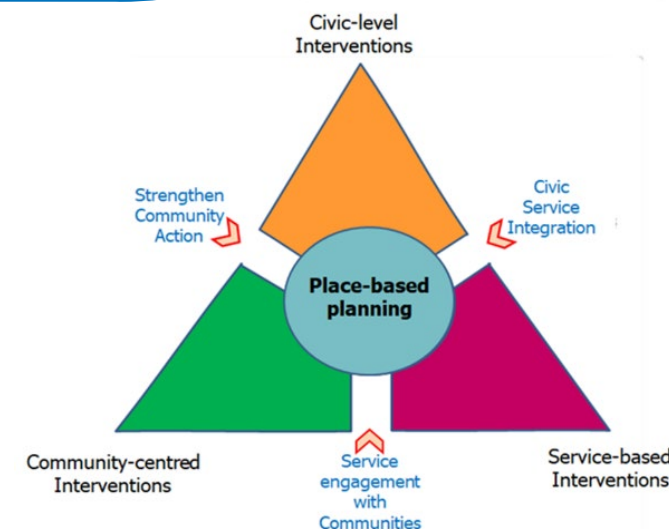 Civic-level
Interventions
Strengthen
Community
Action
Civic
Service
Integration
Place-based
planning
Community-centred
Interventions
Service
engagement
with
Communities
Service-based
Interventions